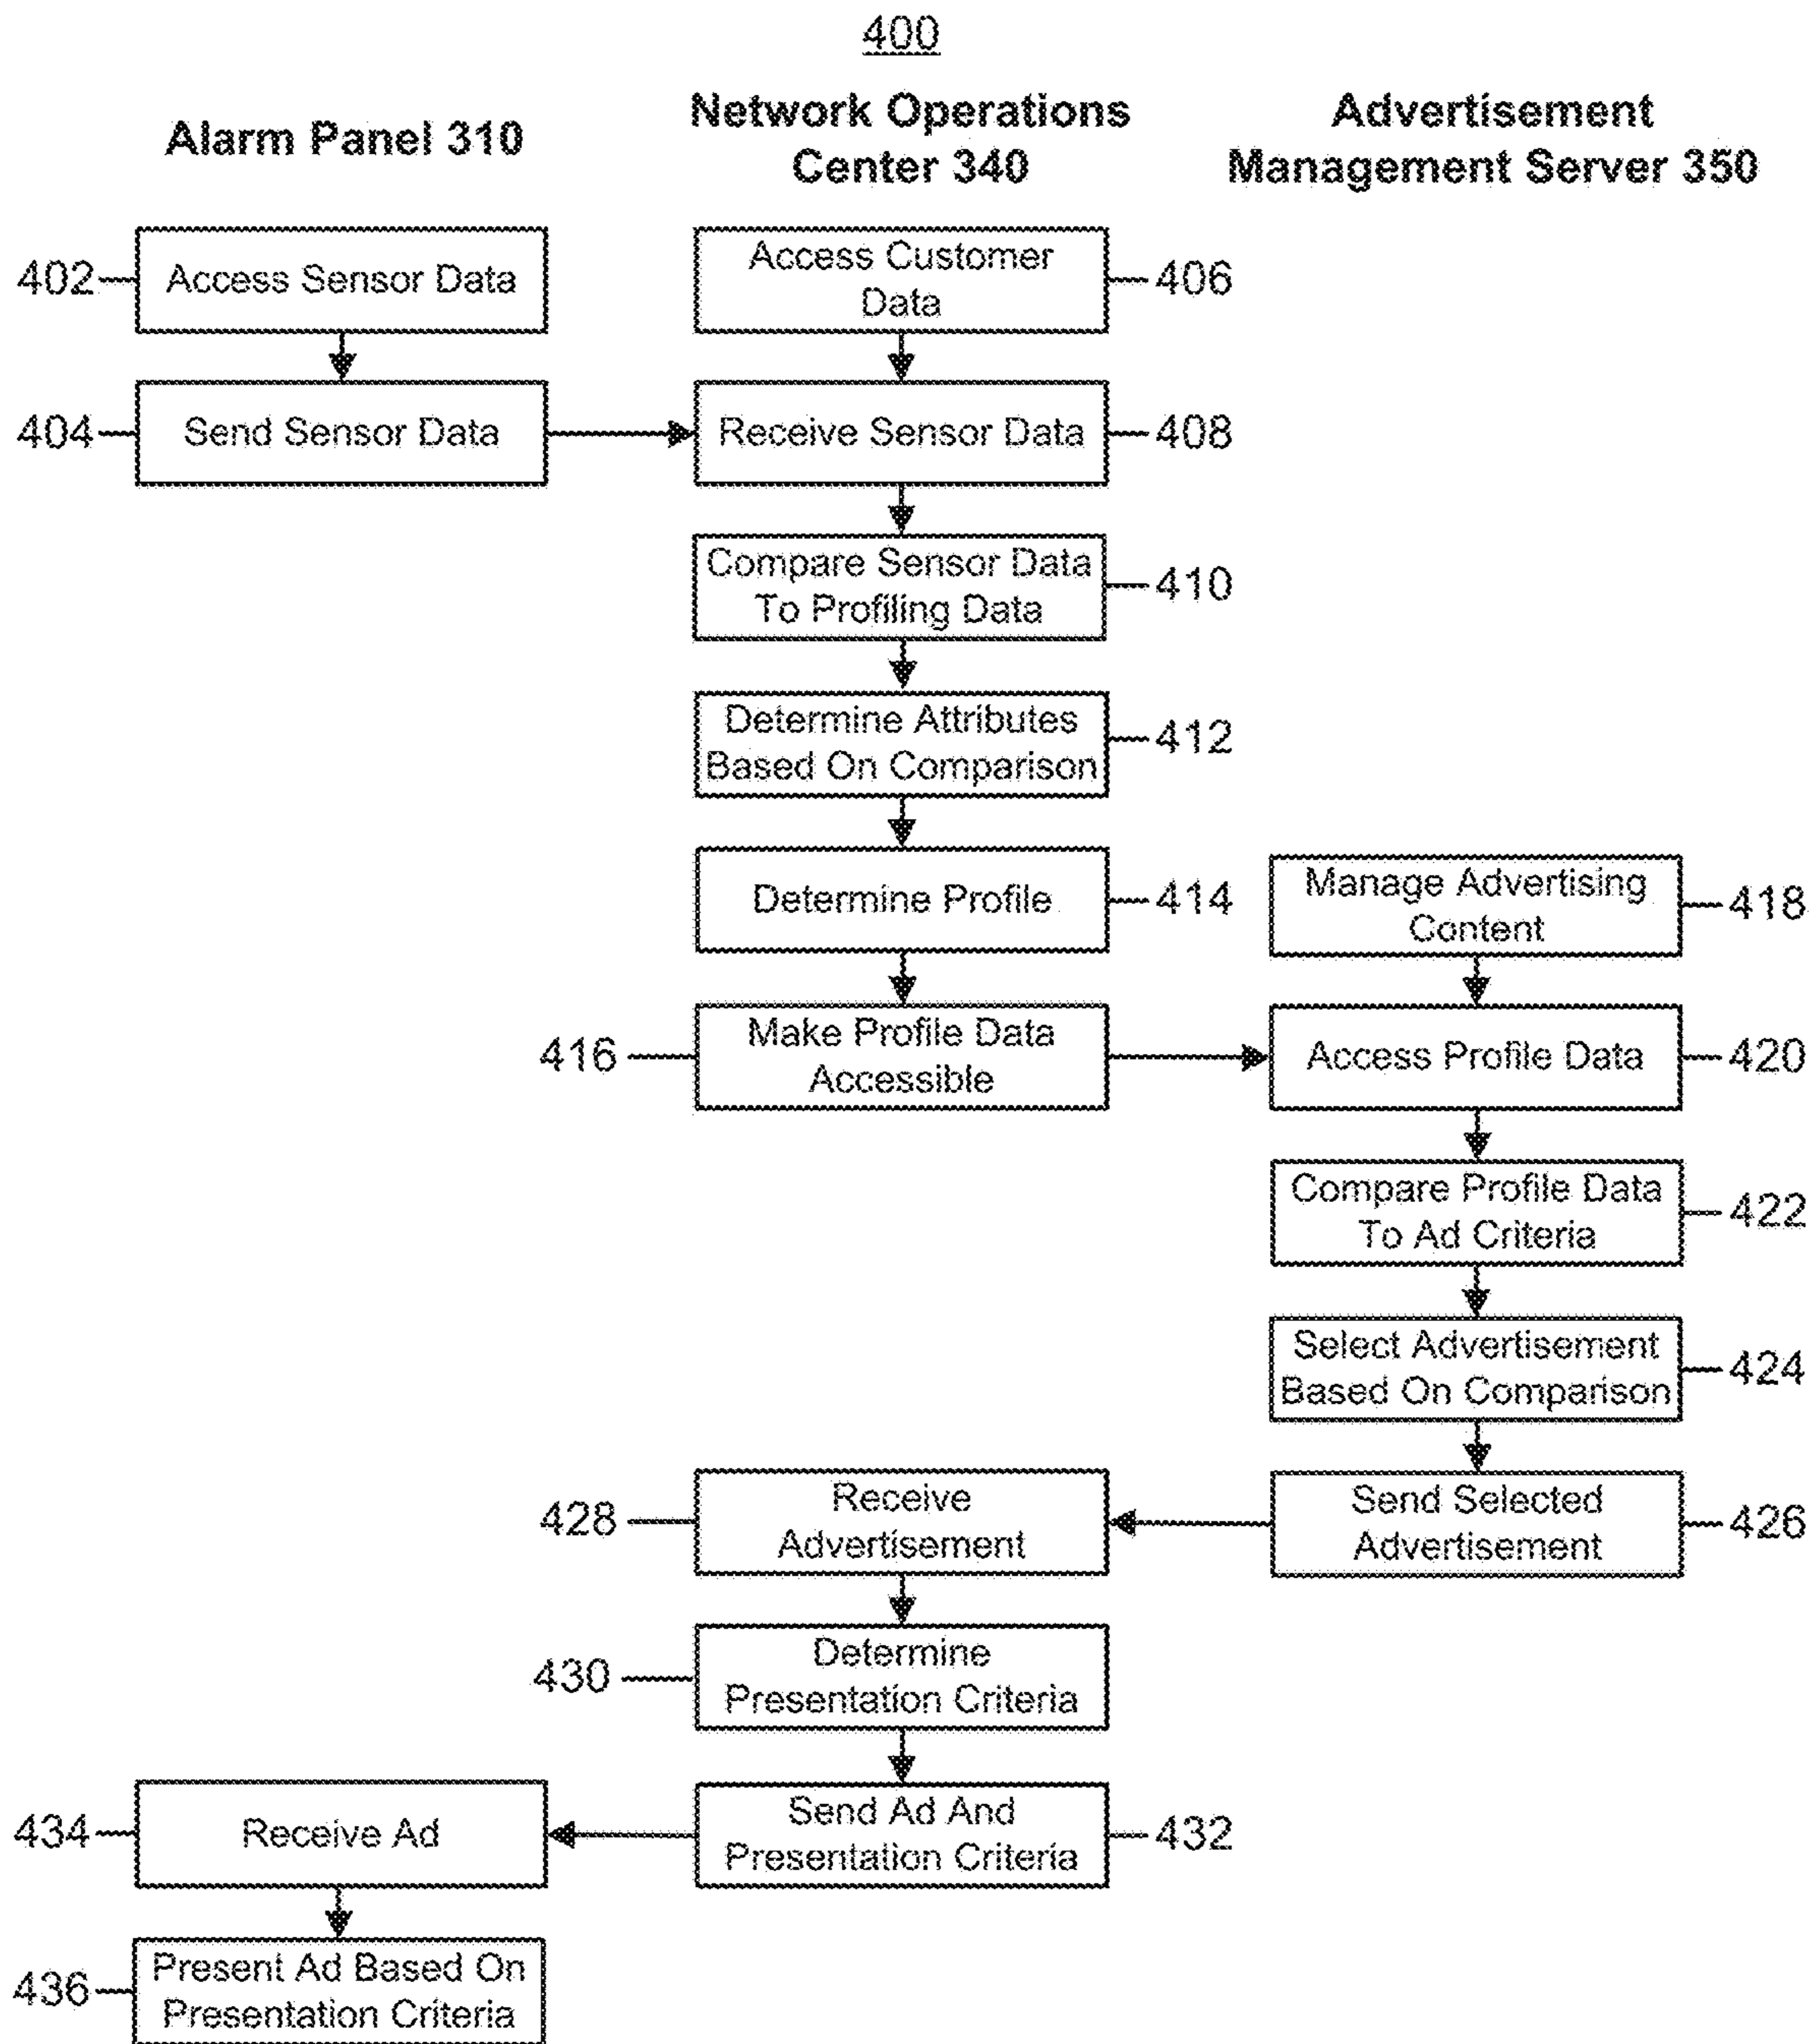 400
Alarm Panel 310
Network Operations
Center 340
Advertisement
Management Server 350
402
Access Sensor Data
Access Customer
Data
406
404
Send Sensor Data
Receive Sensor Data
408
Compare Sensor Data
To Profiling Data
410
Determine Attributes
Based On Comparison
412
Determine Profile
414
Manage Advertising
Content
418
416
Make Profile Data
Accessible
Access Profile Data
420
Compare Profile Data
To Ad Criteria
422
Select Advertisement
Based On Comparison
424
428
Receive
Advertisement
Send Selected
Advertisement
426
430
Determine
Presentation Criteria
434
Receive Ad
Send Ad And
Presentation Criteria
432
436
Present Ad Based On
Presentation Criteria